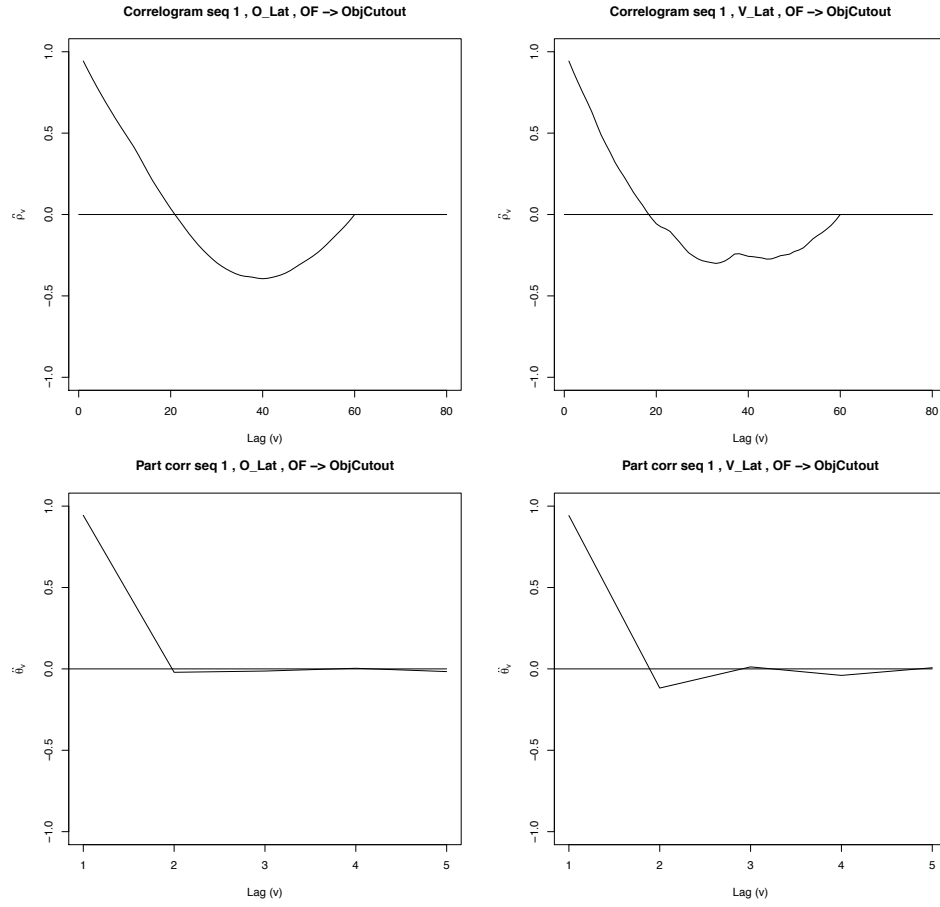 Correlogram seq 1 , O_Lat , OF −> ObjCutout
1.0
0.5
0.0
−0.5
−1.0
ρ̈ᵥ
0 20 40 60 80
Lag (v)
Correlogram seq 1 , V_Lat , OF −> ObjCutout
1.0
0.5
0.0
−0.5
−1.0
ρ̈ᵥ
0 20 40 60 80
Lag (v)
Part corr seq 1 , O_Lat , OF −> ObjCutout
1.0
0.5
0.0
−0.5
−1.0
θ̈ᵥ
1 2 3 4 5
Lag (v)
Part corr seq 1 , V_Lat , OF −> ObjCutout
1.0
0.5
0.0
−0.5
−1.0
θ̈ᵥ
1 2 3 4 5
Lag (v)